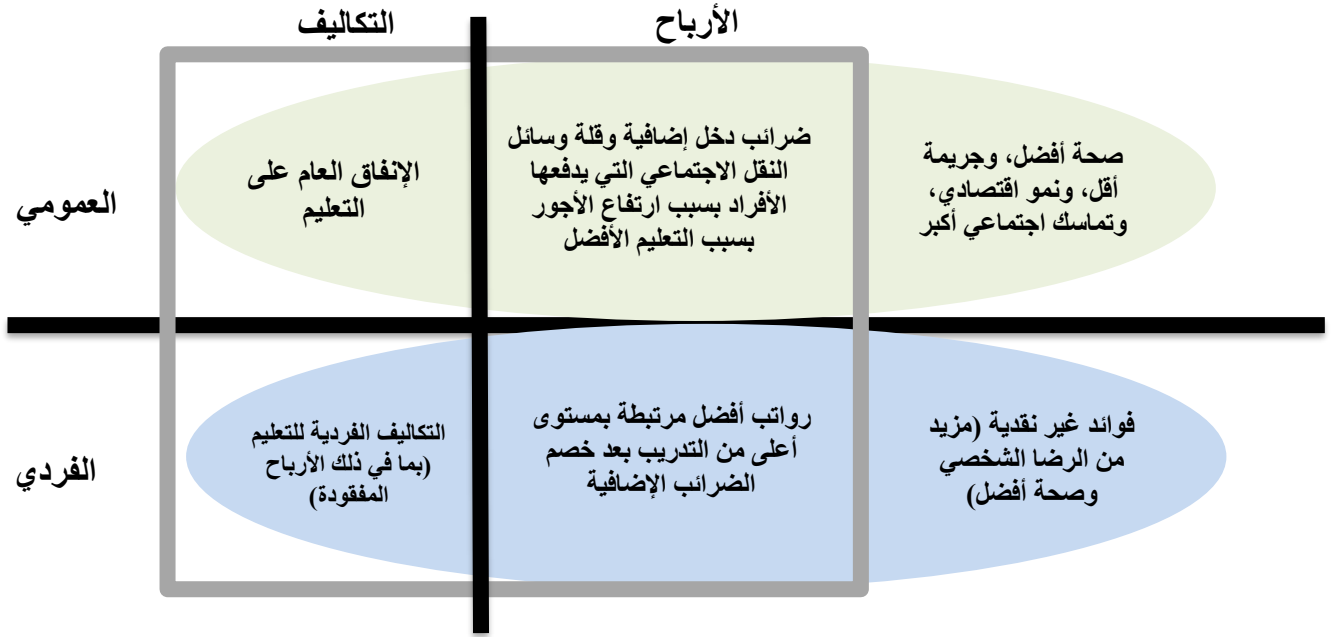 الأرباح
التكاليف
العمومي
صحة أفضل، وجريمة
أقل، ونمو اقتصادي،
وتماسك اجتماعي أكبر
ضرائب دخل إضافية وقلة وسائل
النقل الاجتماعي التي يدفعها
الأفراد بسبب ارتفاع الأجور
بسبب التعليم الأفضل
الإنفاق العام على
التعليم
الفردي
فوائد غير نقدية (مزيد
من الرضا الشخصي
وصحة أفضل)
رواتب أفضل مرتبطة بمستوى
أعلى من التدريب بعد خصم
الضرائب الإضافية
التكاليف الفردية للتعليم
(بما في ذلك الأرباح
المفقودة)